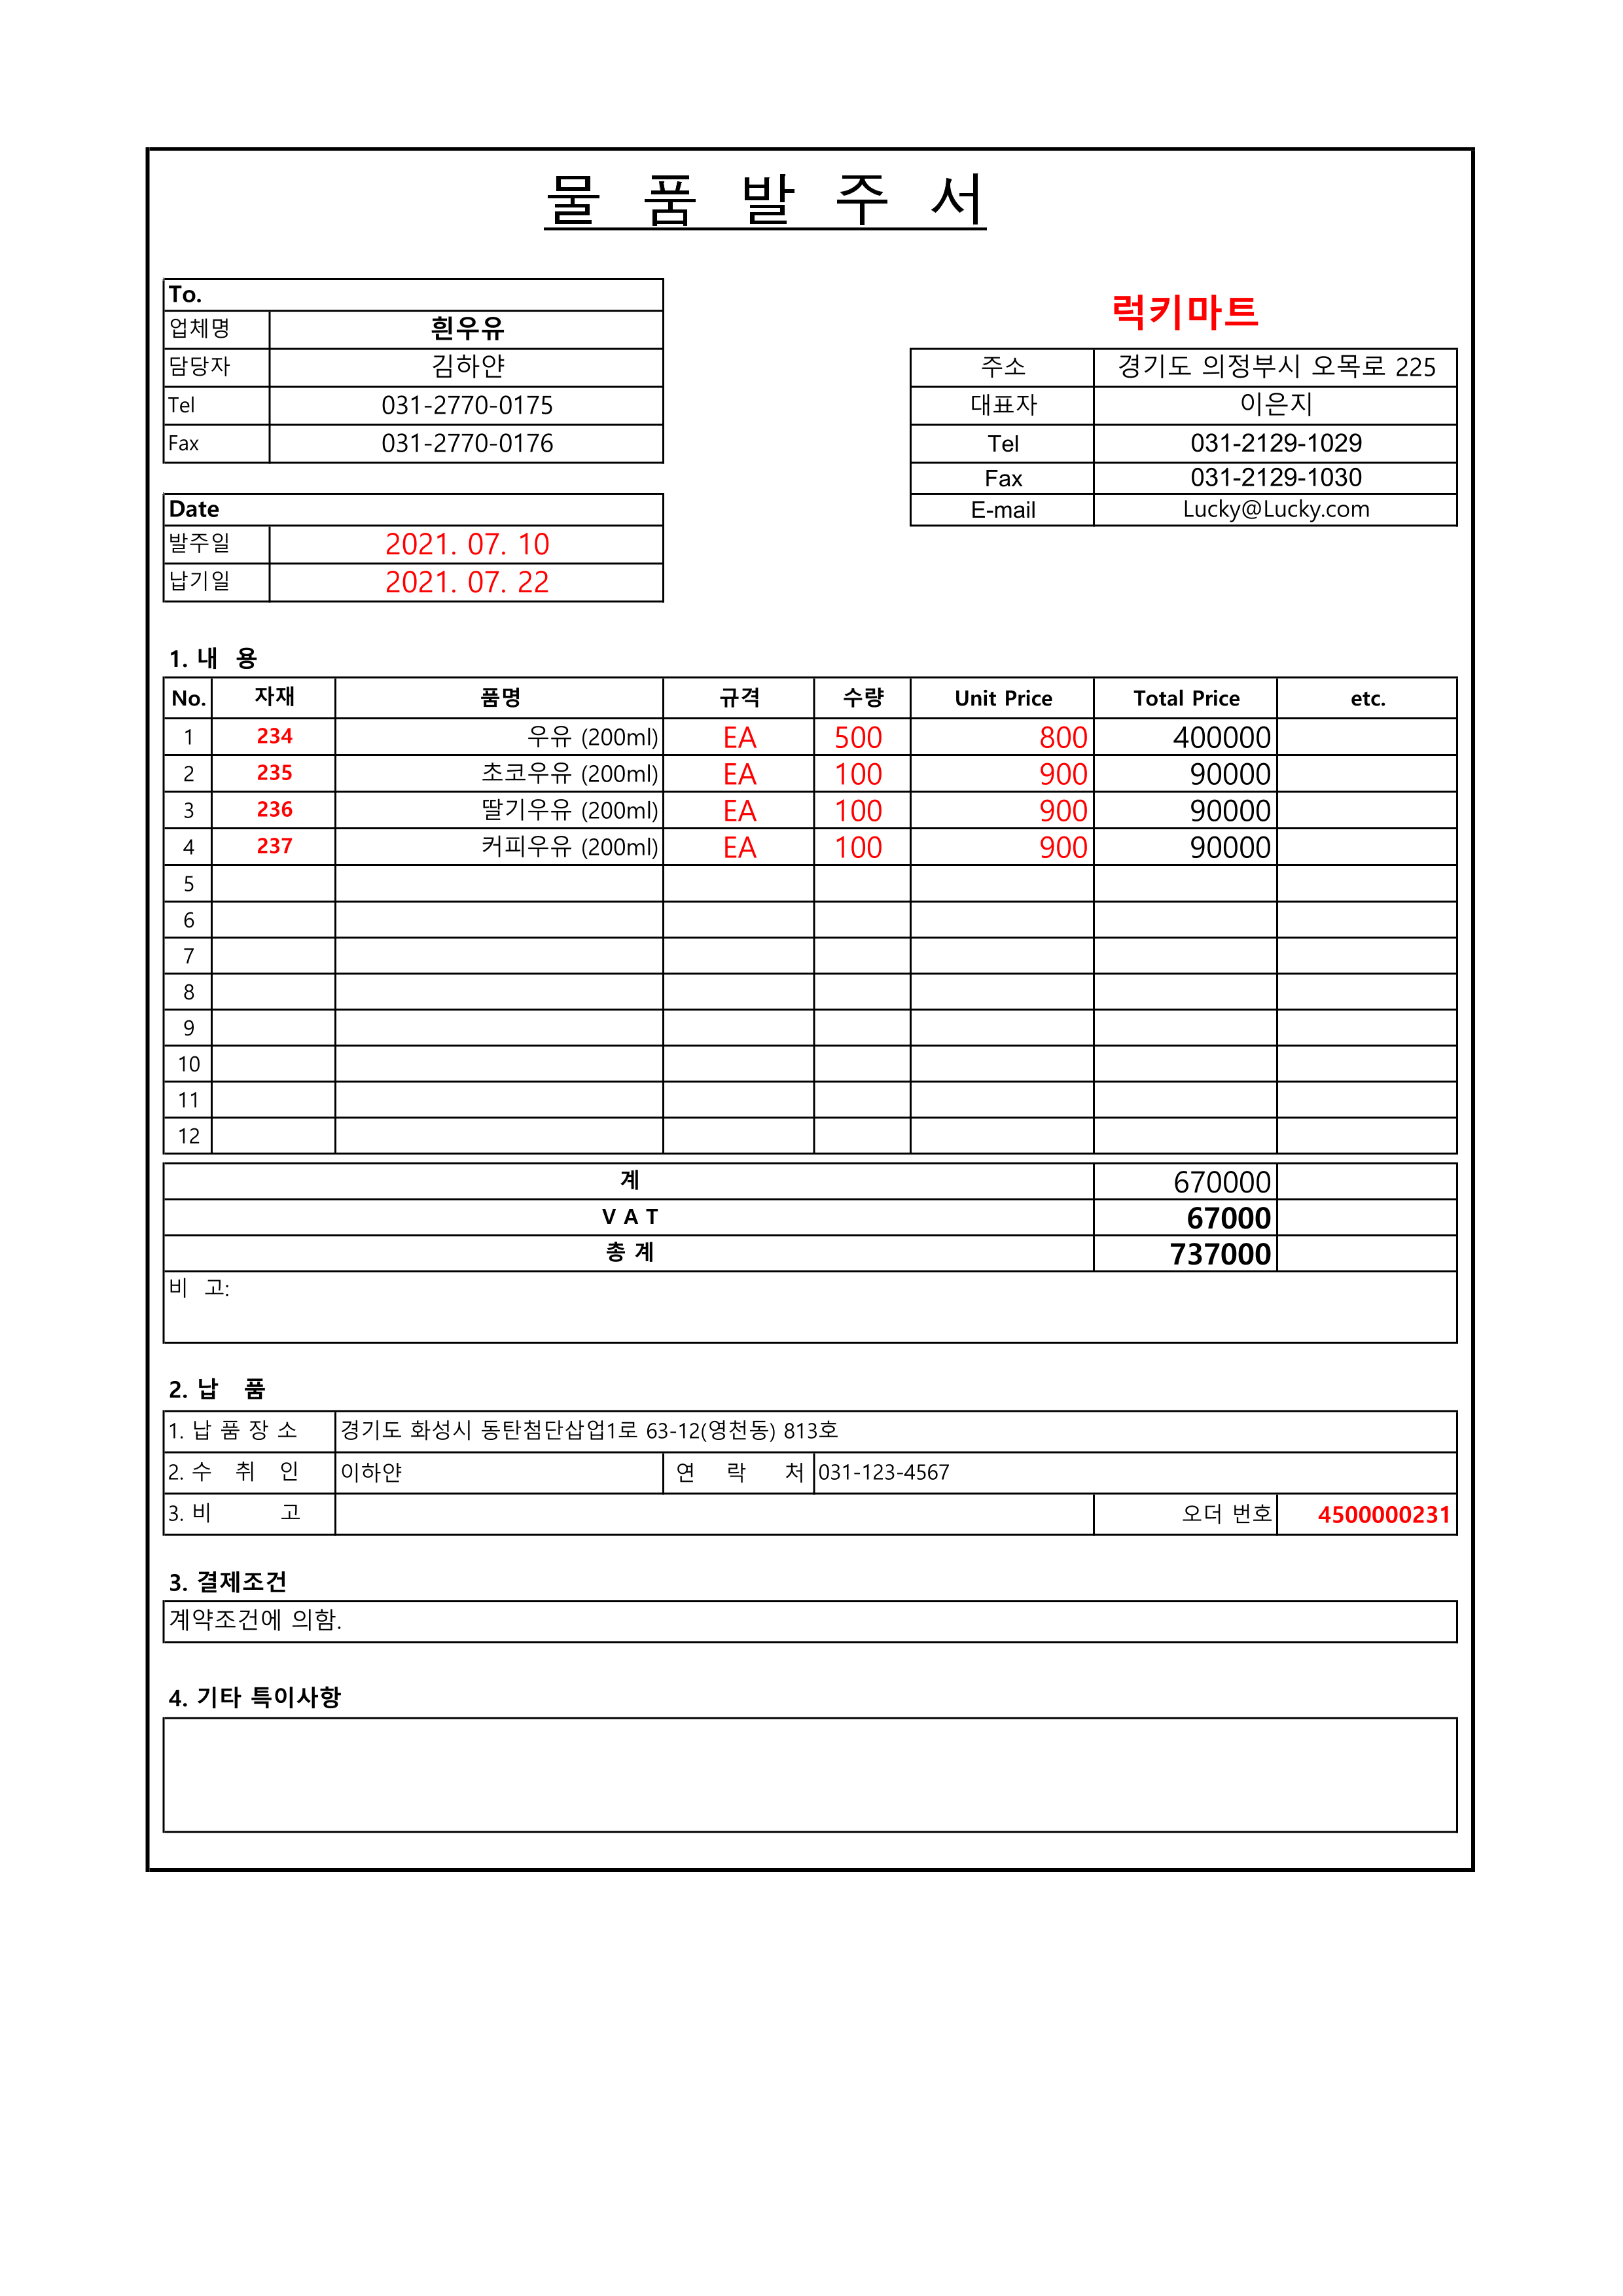 물 품 발 주 서
To.
업체명 흰우유
담당자 김하얀
Tel 031-2770-0175
Fax 031-2770-0176
럭키마트
주소 경기도 의정부시 오목로 225
대표자 이은지
Tel 031-2129-1029
Fax 031-2129-1030
E-mail Lucky@Lucky.com
Date
발주일 2021. 07. 10
납기일 2021. 07. 22
1. 내 용
No. 자재 품명 규격 수량 Unit Price Total Price etc.
1 234 우유 (200ml) EA 500 800 400000
2 235 초코우유 (200ml) EA 100 900 90000
3 236 딸기우유 (200ml) EA 100 900 90000
4 237 커피우유 (200ml) EA 100 900 90000
5
6
7
8
9
10
11
12
계 670000
V A T 67000
총 계 737000
비 고:
2. 납 품
1. 납 품 장 소 경기도 화성시 동탄첨단삽업1로 63-12(영천동) 813호
2. 수 취 인 이하얀 연 락 처 031-123-4567
3. 비 고 오더 번호 4500000231
3. 결제조건
계약조건에 의함.
4. 기타 특이사항